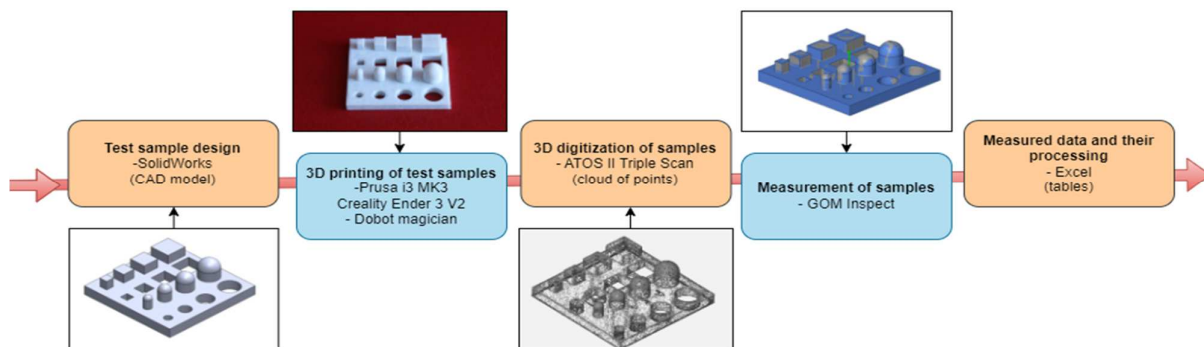 Test sample design
-SolidWorks
(CAD model)
3D printing of test samples
-Prusa i3 MK3
Creality Ender 3 V2
- Dobot magician
3D digitization of samples
- ATOS II Triple Scan
(cloud of points)
Measurement of samples
- GOM Inspect
Measured data and their
processing
- Excel
(tables)